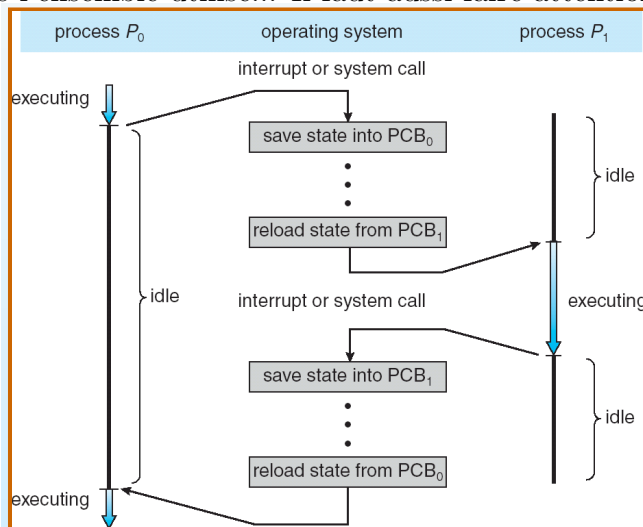 process P₀ operating system process P₁
interrupt or system call
executing
save state into PCB₀
idle
reload state from PCB₁
idle
interrupt or system call
executing
save state into PCB₁
idle
reload state from PCB₀
executing